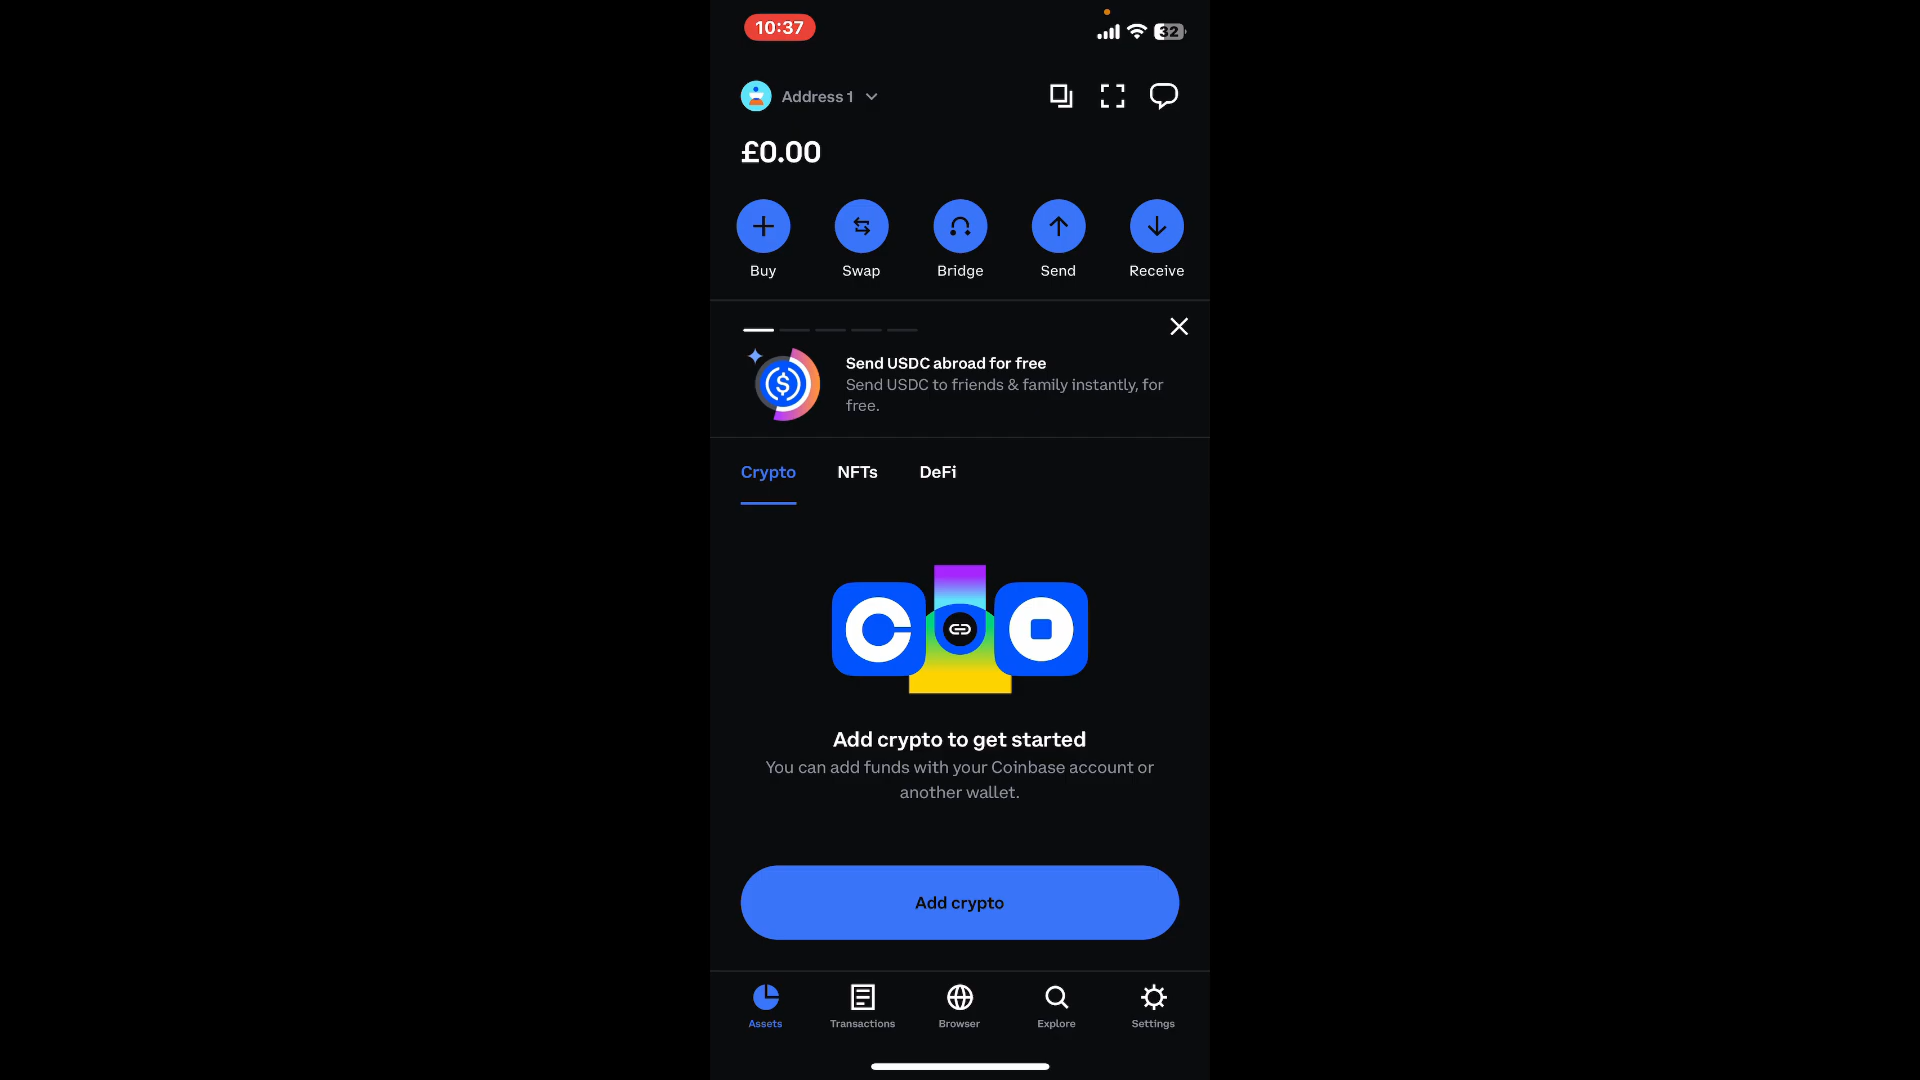 10:37
32
Address 1
£0.00
Buy
Swap
Bridge
Send
Receive
Send USDC abroad for free
Send USDC to friends & family instantly, for
free.
Crypto
NFTs
DeFi
Add crypto to get started
You can add funds with your Coinbase account or
another wallet.
Add crypto
Assets
Transactions
Browser
Explore
Settings